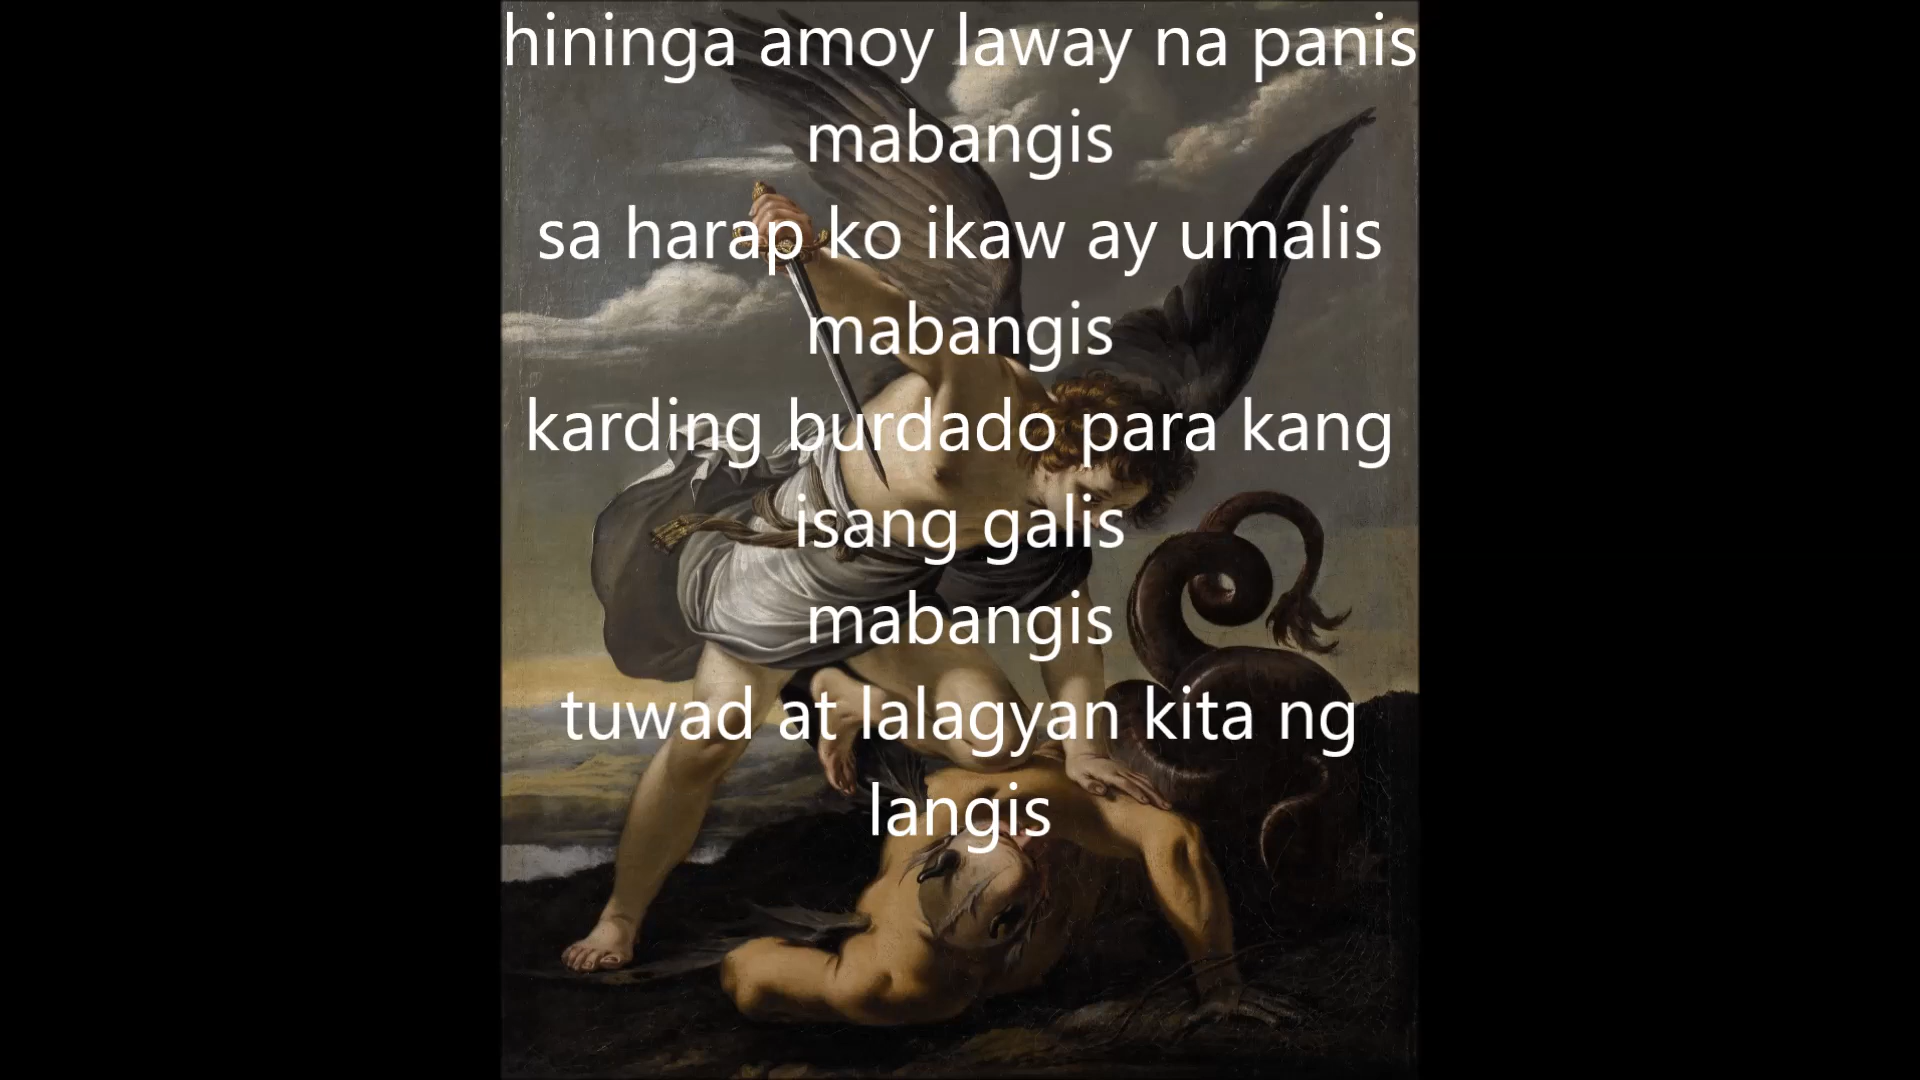 hininga amoy laway na panis
mabangis
sa harap ko ikaw ay umalis
mabangis
karding burdado para kang
isang galis
mabangis
tuwad at lalagyan kita ng
langis